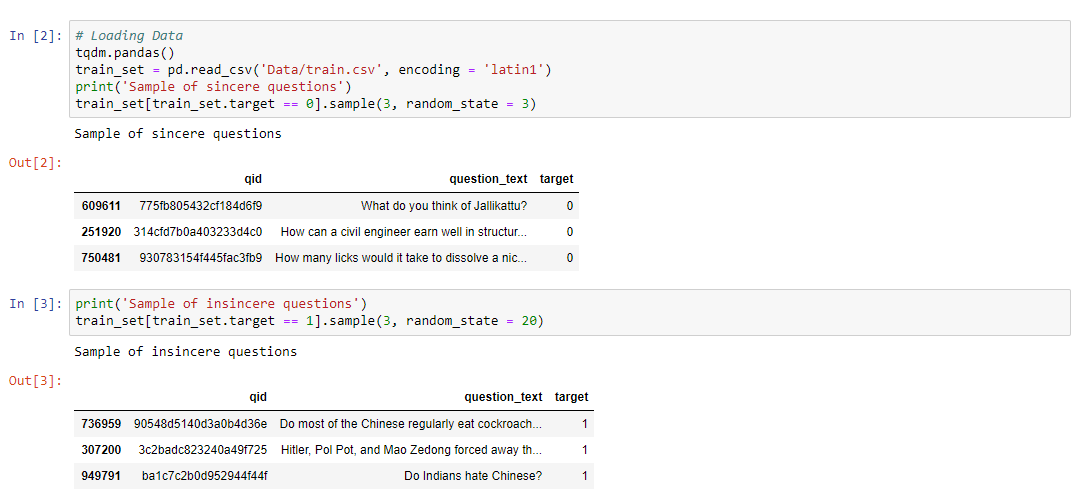 In [2]: # Loading Data
tqdm.pandas()
train_set = pd.read_csv('Data/train.csv', encoding = 'latin1')
print('Sample of sincere questions')
train_set[train_set.target == 0].sample(3, random_state = 3)
Sample of sincere questions
Out[2]:
qid question_text target
609611 775fb805432cf184d6f9 What do you think of Jallikattu? 0
251920 314cfd7b0a403233d4c0 How can a civil engineer earn well in structur... 0
750481 930783154f445fac3fb9 How many licks would it take to dissolve a nic... 0
In [3]: print('Sample of insincere questions')
train_set[train_set.target == 1].sample(3, random_state = 20)
Sample of insincere questions
Out[3]:
qid question_text target
736959 90548d5140d3a0b4d36e Do most of the Chinese regularly eat cockroach... 1
307200 3c2badc823240a49f725 Hitler, Pol Pot, and Mao Zedong forced away th... 1
949791 ba1c7c2b0d952944f44f Do Indians hate Chinese? 1